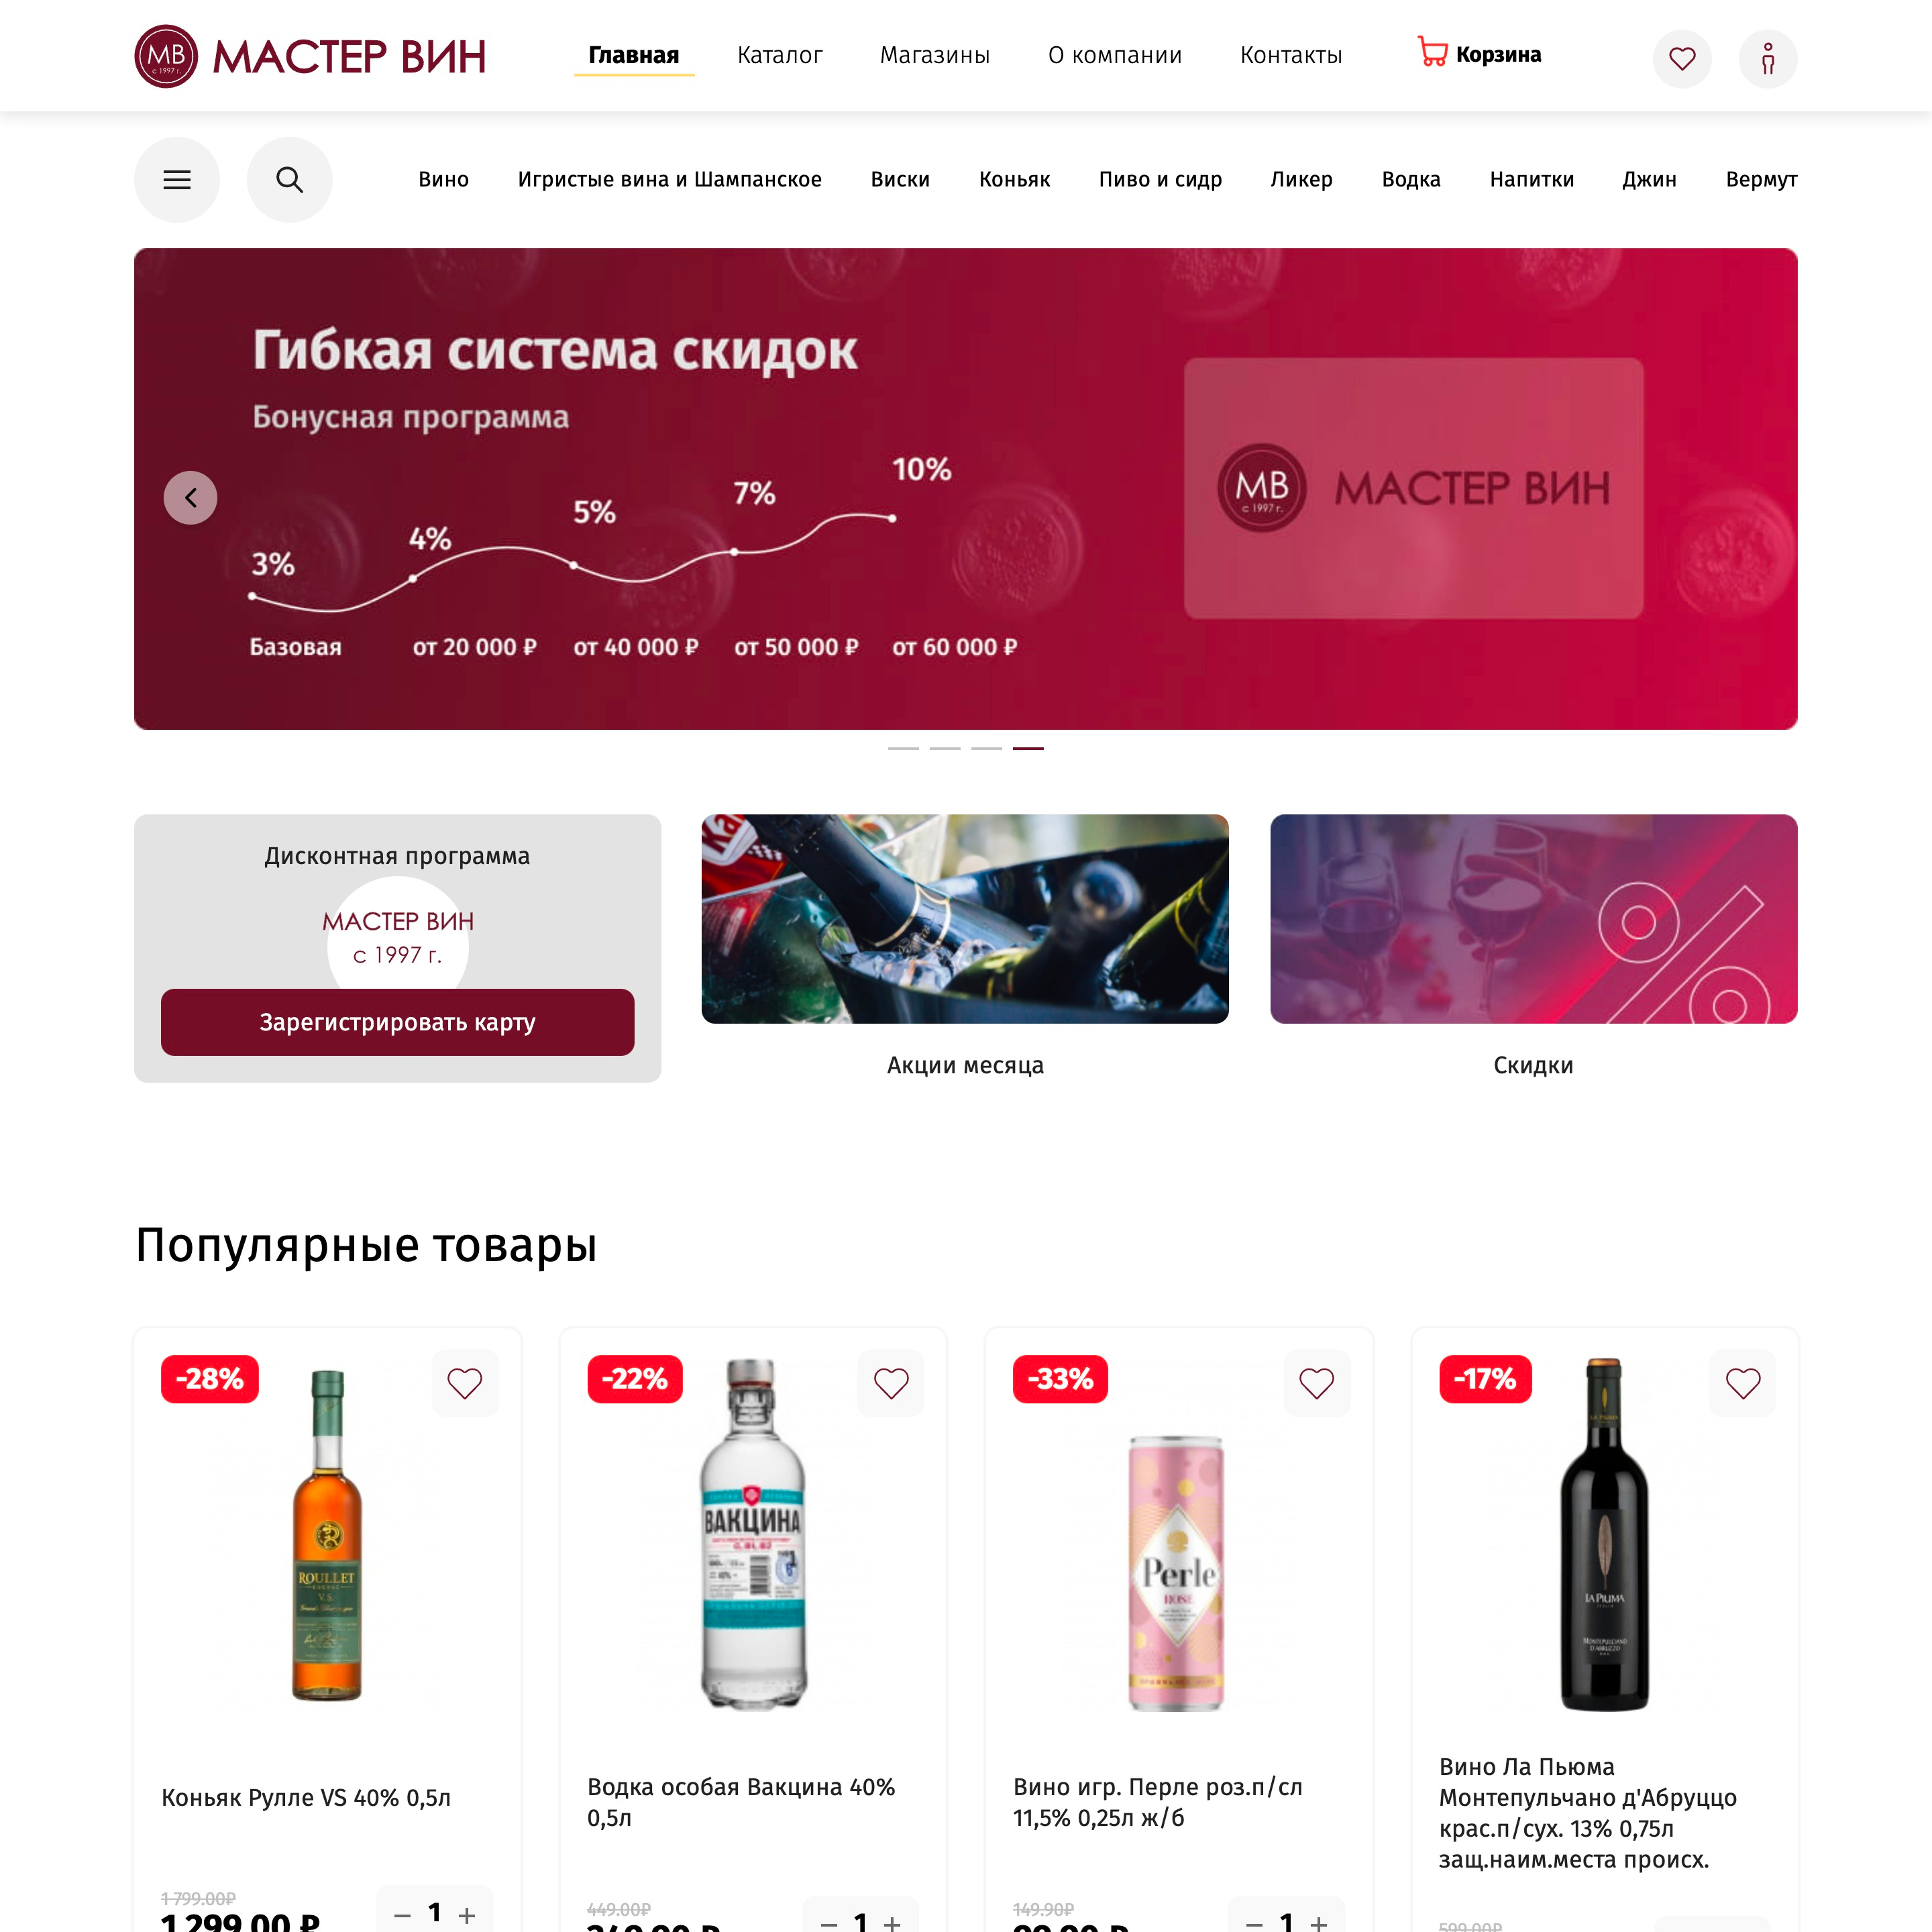 МВ
с 1997 г.
МАСТЕР ВИН
Главная
Каталог
Магазины
О компании
Контакты
Корзина
Вино
Игристые вина и Шампанское
Виски
Коньяк
Пиво и сидр
Ликер
Водка
Напитки
Джин
Вермут
Гибкая система скидок
Бонусная программа
3%
4%
5%
7%
10%
Базовая
от 20 000 ₽
от 40 000 ₽
от 50 000 ₽
от 60 000 ₽
МВ
с 1997 г.
МАСТЕР ВИН
Дисконтная программа
МАСТЕР ВИН
с 1997 г.
Зарегистрировать карту
Акции месяца
Скидки
Популярные товары
-28%
ROULLET
COGNAC
V.S.
Коньяк Рулле VS 40% 0,5л
1 799.00₽
1 299.00 ₽
1
-22%
ВАКЦИНА
Водка особая Вакцина 40%
0,5л
449.00₽
1
-33%
Perle
ROSE
Вино игр. Перле роз.п/сл
11,5% 0,25л ж/б
149.90₽
1
-17%
LA PIUMA
MONTEPULCIANO
D'ABRUZZO
Вино Ла Пьюма
Монтепульчано д'Абруццо
крас.п/сух. 13% 0,75л
защ.наим.места происх.
599.00₽